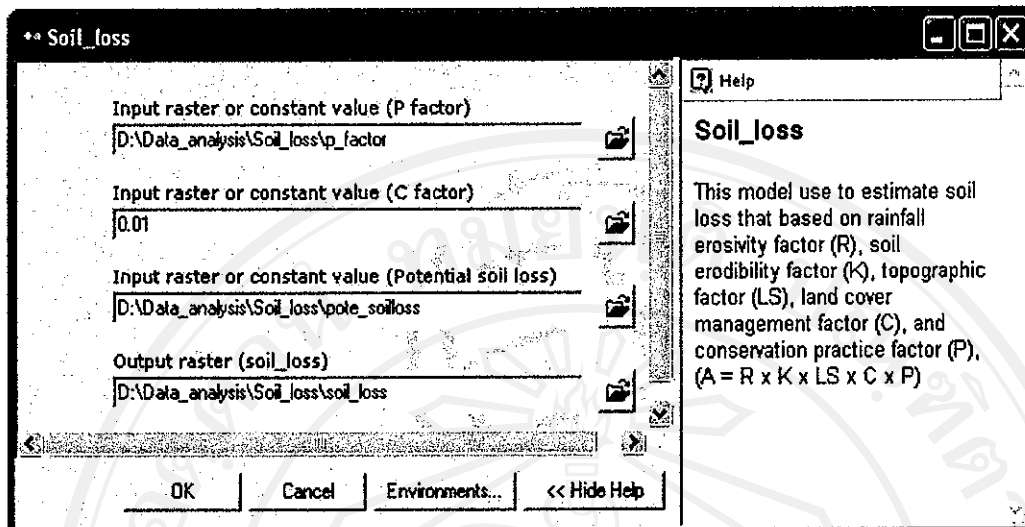 Soil_loss
Input raster or constant value (P factor)
D:\Data_analysis\Soil_loss\p_factor
Input raster or constant value (C factor)
0.01
Input raster or constant value (Potential soil loss)
D:\Data_analysis\Soil_loss\pote_soilloss
Output raster (soil_loss)
D:\Data_analysis\Soil_loss\soil_loss
OK
Cancel
Environments...
<< Hide Help
Help
Soil_loss
This model use to estimate soil
loss that based on rainfall
erosivity factor (R), soil
erodibility factor (K), topographic
factor (LS), land cover
management factor (C), and
conservation practice factor (P),
(A = R x K x LS x C x P)